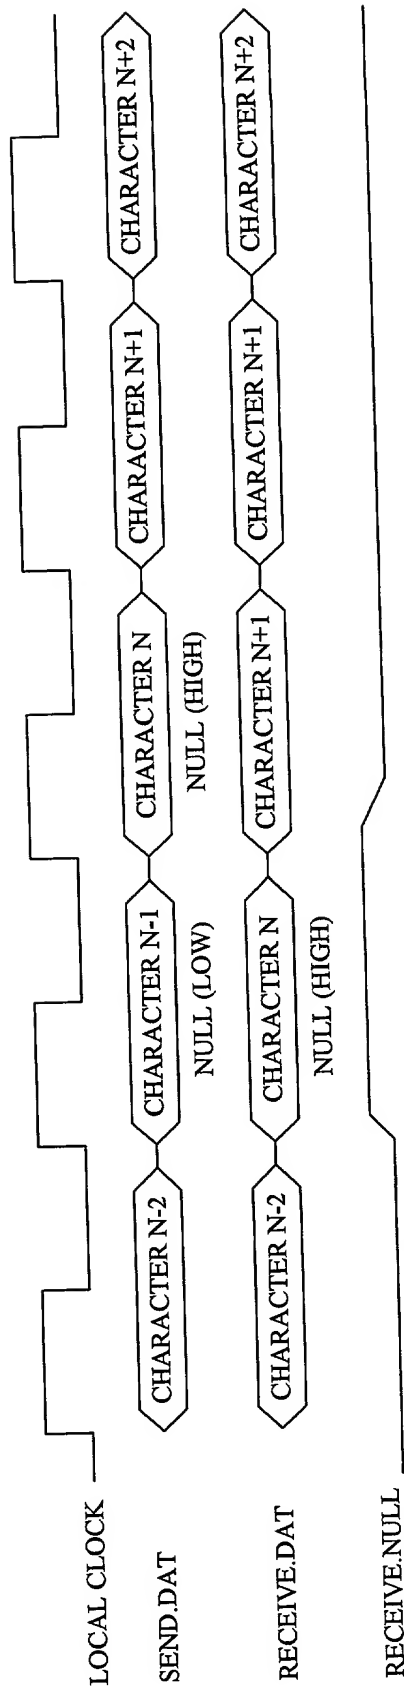 LOCAL CLOCK
SEND.DAT
CHARACTER N-2
CHARACTER N-1
CHARACTER N
CHARACTER N+1
CHARACTER N+2
NULL (LOW)
NULL (HIGH)
RECEIVE.DAT
CHARACTER N-2
CHARACTER N
CHARACTER N+1
CHARACTER N+1
CHARACTER N+2
NULL (HIGH)
RECEIVE.NULL